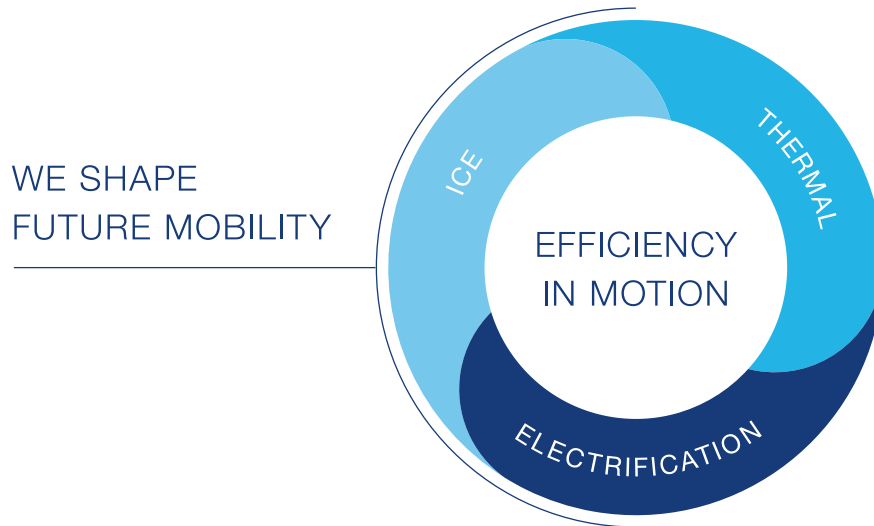 WE SHAPE
FUTURE MOBILITY
ICE
THERMAL
EFFICIENCY
IN MOTION
ELECTRIFICATION